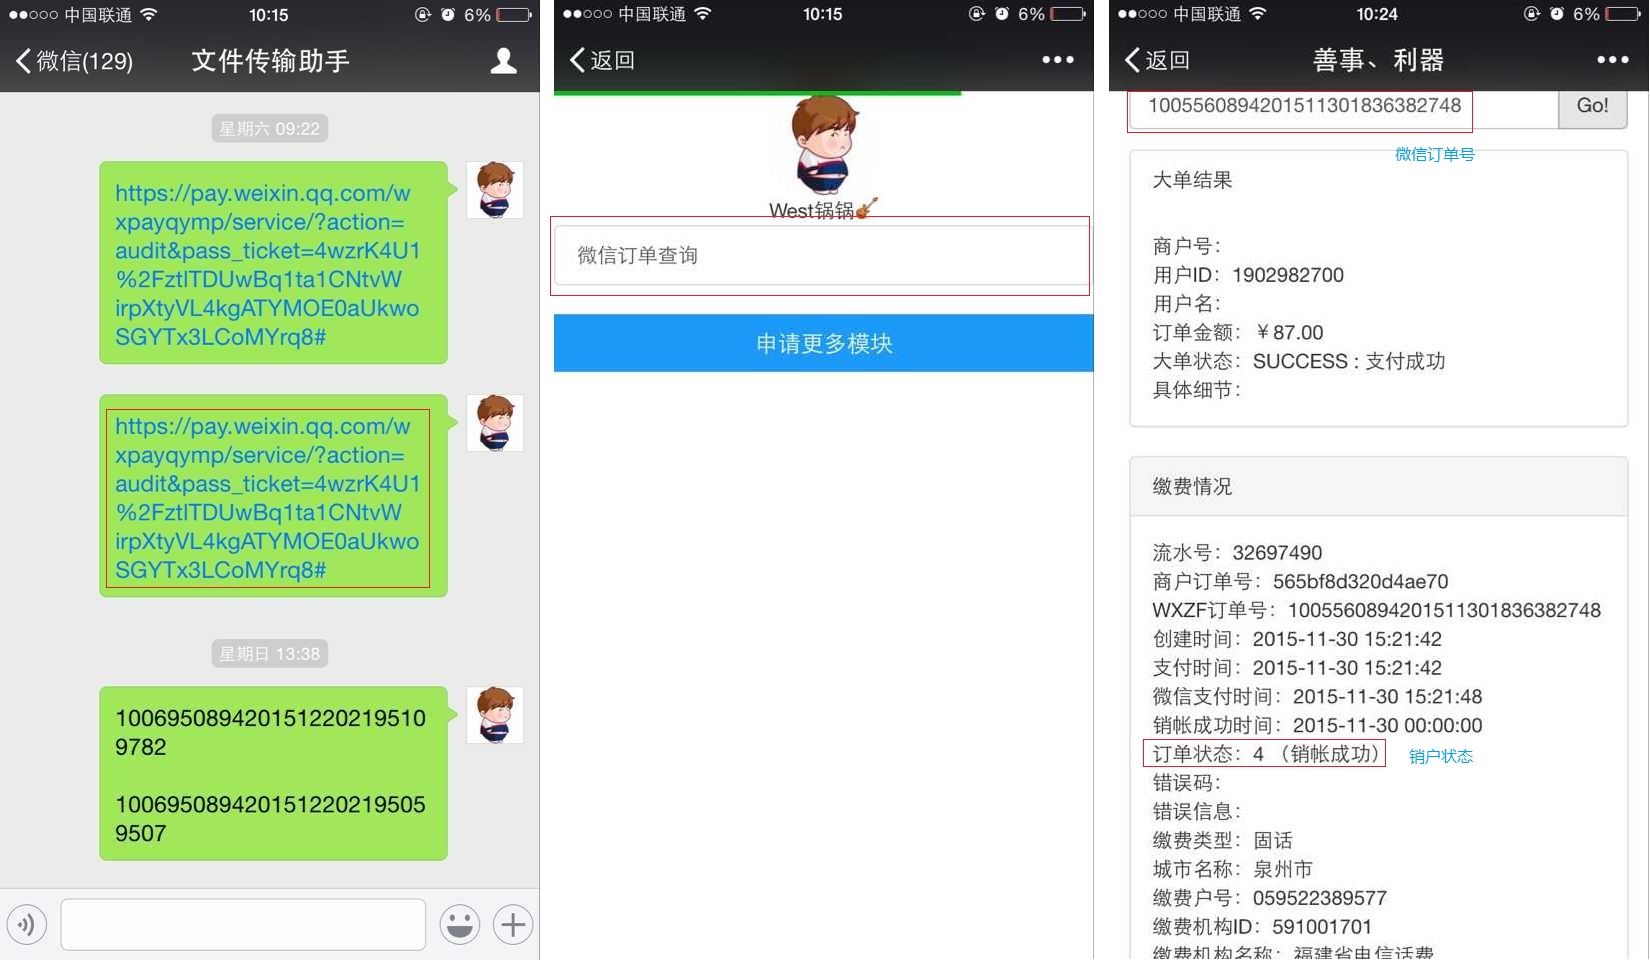 中国联通
10:15
6%
微信(129)
文件传输助手
星期六 09:22
https://pay.weixin.qq.com/w
xpayqymp/service/?action=
audit&pass_ticket=4wzrK4U1
%2FztlTDUwBq1ta1CNtvW
irpXtyVL4kgATYMOE0aUkwo
SGYTx3LCoMYrq8#
https://pay.weixin.qq.com/w
xpayqymp/service/?action=
audit&pass_ticket=4wzrK4U1
%2FztlTDUwBq1ta1CNtvW
irpXtyVL4kgATYMOE0aUkwo
SGYTx3LCoMYrq8#
星期日 13:38
100695089420151220219510
9782
100695089420151220219505
9507
中国联通
10:15
6%
返回
West锅锅🎸
微信订单查询
申请更多模块
中国联通
10:24
6%
返回
善事、利器
1005560894201511301836382748
Go!
微信订单号
大单结果
商户号：
用户ID：1902982700
用户名：
订单金额：￥87.00
大单状态：SUCCESS : 支付成功
具体细节：
缴费情况
流水号：32697490
商户订单号：565bf8d320d4ae70
WXZF订单号：1005560894201511301836382748
创建时间：2015-11-30 15:21:42
支付时间：2015-11-30 15:21:42
微信支付时间：2015-11-30 15:21:48
销帐成功时间：2015-11-30 00:00:00
订单状态：4 （销帐成功）
销户状态
错误码：
错误信息：
缴费类型：固话
城市名称：泉州市
缴费户号：059522389577
缴费机构ID：591001701
缴费机构名称：福建省电信话费